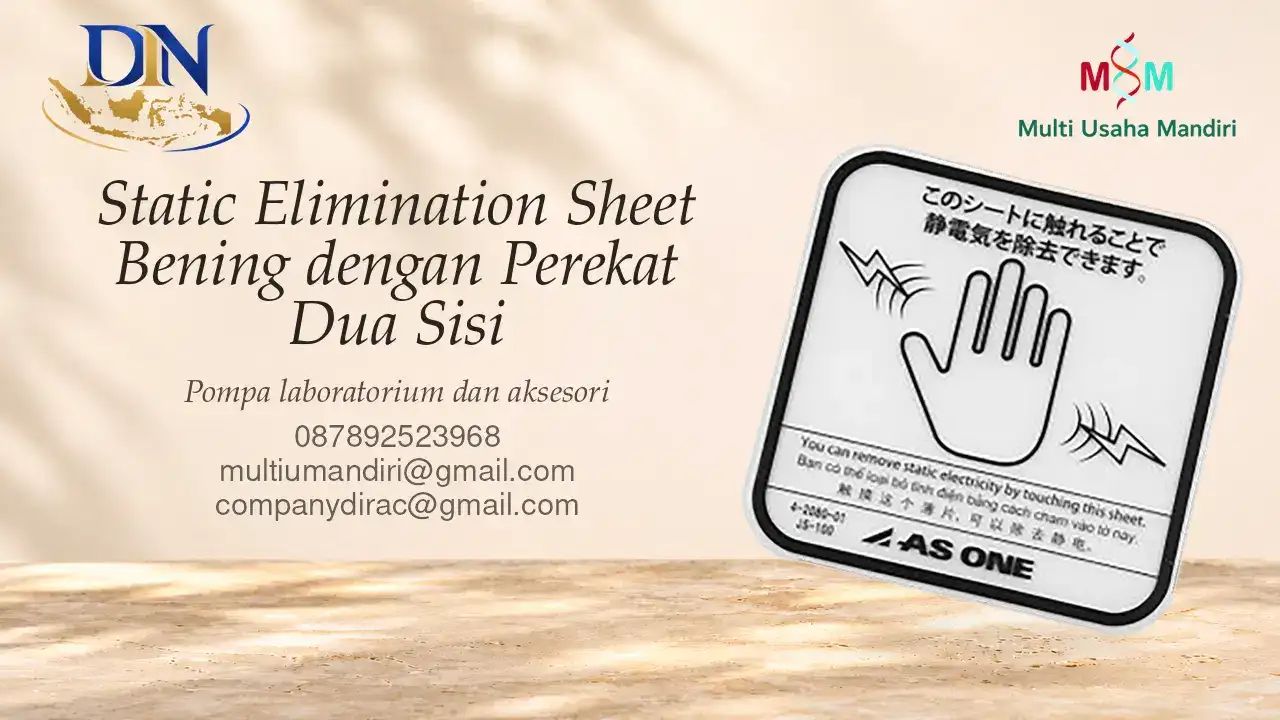 DN
MSM
Multi Usaha Mandiri
Static Elimination Sheet
Bening dengan Perekat
Dua Sisi
Pompa laboratorium dan aksesori
087892523968
multiumandiri@gmail.com
companydirac@gmail.com
このシートに触れることで
静電気を除去できます。
You can remove static electricity by touching this sheet.
Bạn có thể loại bỏ tĩnh điện bằng cách chạm vào tờ này.
触摸这个薄片，可以除去静电。
4-2080-01
JS-100
AS ONE